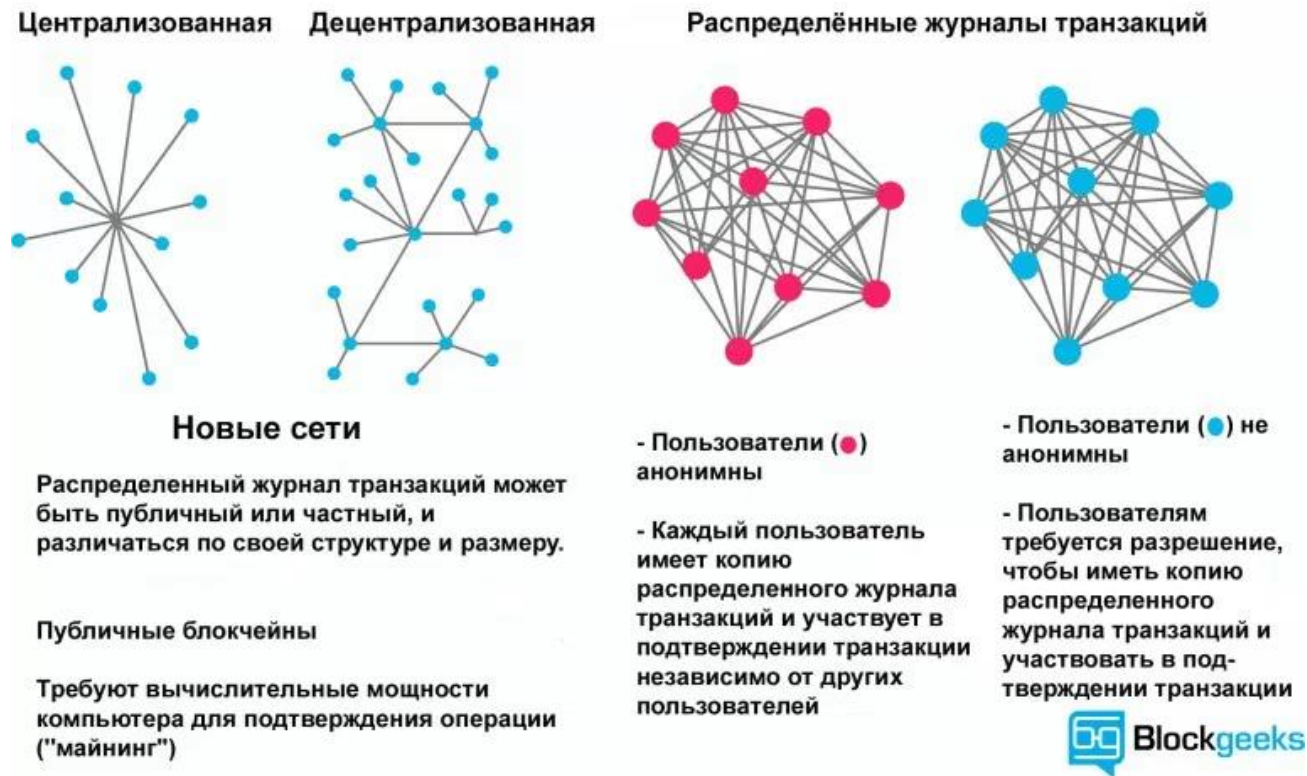 Централизованная
Децентрализованная
Распределённые журналы транзакций
Новые сети
Распределенный журнал транзакций может
быть публичный или частный, и
различаться по своей структуре и размеру.
Публичные блокчейны
Требуют вычислительные мощности
компьютера для подтверждения операции
("майнинг")
- Пользователи ( )
анонимны
- Каждый пользователь
имеет копию
распределенного журнала
транзакций и участвует в
подтверждении транзакции
независимо от других
пользователей
- Пользователи ( ) не
анонимны
- Пользователям
требуется разрешение,
чтобы иметь копию
распределенного
журнала транзакций и
участвовать в под-
тверждении транзакции
Blockgeeks